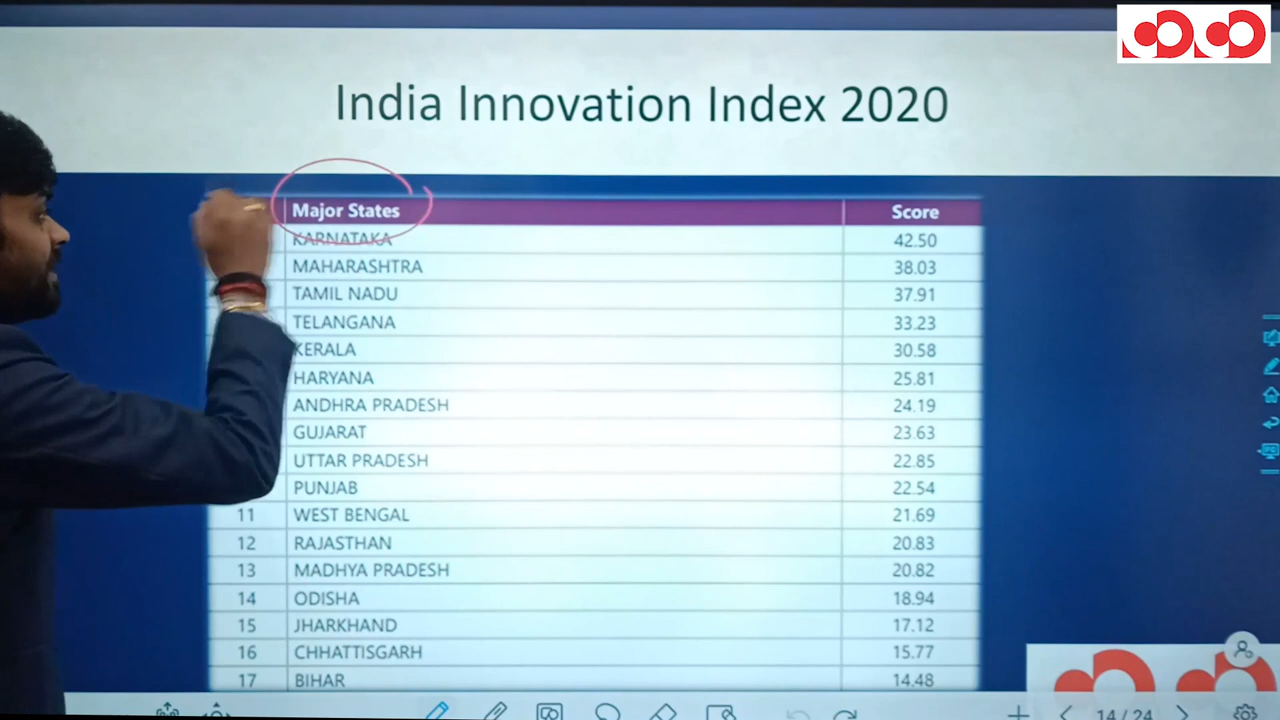 India Innovation Index 2020
Major States Score
KARNATAKA 42.50
MAHARASHTRA 38.03
TAMIL NADU 37.91
TELANGANA 33.23
KERALA 30.58
HARYANA 25.81
ANDHRA PRADESH 24.19
GUJARAT 23.63
UTTAR PRADESH 22.85
PUNJAB 22.54
11 WEST BENGAL 21.69
12 RAJASTHAN 20.83
13 MADHYA PRADESH 20.82
14 ODISHA 18.94
15 JHARKHAND 17.12
16 CHHATTISGARH 15.77
17 BIHAR 14.48
14/24